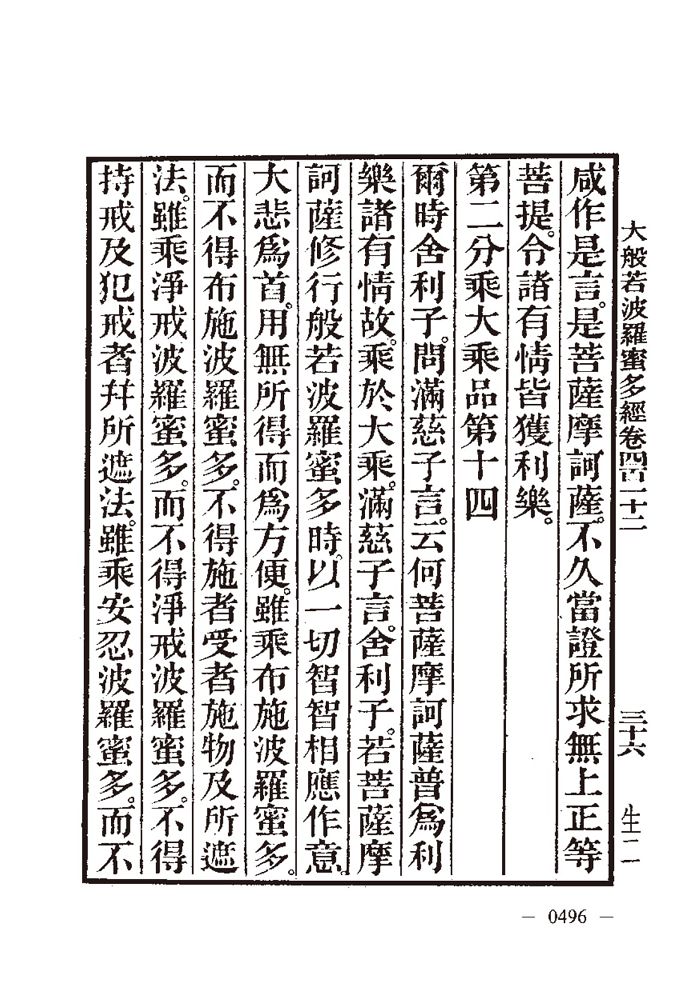 大般若波羅蜜多經卷四百二十二 三十六 生二
咸作是言。是菩薩摩訶薩。不久當證所求無上正等
菩提。令諸有情皆獲利樂。
第二分乘大乘品第十四
爾時舍利子。問滿慈子言。云何菩薩摩訶薩普爲利
樂諸有情故。乘於大乘。滿慈子言。舍利子。若菩薩摩
訶薩修行般若波羅蜜多時。以一切智智相應作意。
大悲爲首。用無所得而爲方便。雖乘布施波羅蜜多。
而不得布施波羅蜜多。不得施者受者施物及所遮
法。雖乘淨戒波羅蜜多。而不得淨戒波羅蜜多。不得
持戒及犯戒者幷所遮法。雖乘安忍波羅蜜多。而不
— 0496 —